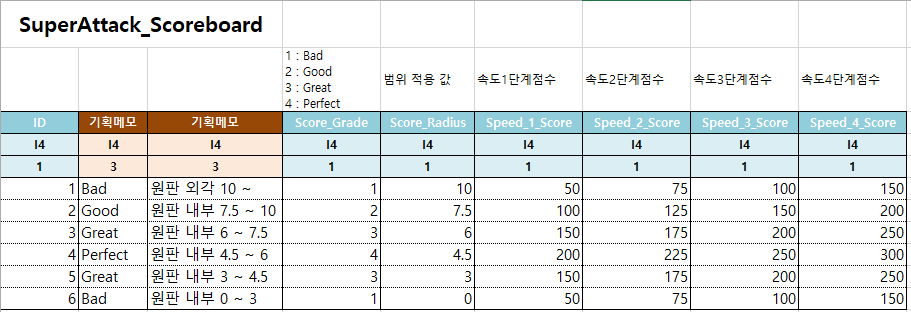 SuperAttack_Scoreboard
1 : Bad
2 : Good
3 : Great
4 : Perfect
범위 적용 값 속도1단계점수 속도2단계점수 속도3단계점수 속도4단계점수
ID 기획메모 기획메모 Score_Grade Score_Radius Speed_1_Score Speed_2_Score Speed_3_Score Speed_4_Score
I4 I4 I4 I4 I4 I4 I4 I4 I4
1 3 3 1 1 1 1 1 1
1 Bad 원판 외각 10 ~ 1 10 50 75 100 150
2 Good 원판 내부 7.5 ~ 10 2 7.5 100 125 150 200
3 Great 원판 내부 6 ~ 7.5 3 6 150 175 200 250
4 Perfect 원판 내부 4.5 ~ 6 4 4.5 200 225 250 300
5 Great 원판 내부 3 ~ 4.5 3 3 150 175 200 250
6 Bad 원판 내부 0 ~ 3 1 0 50 75 100 150